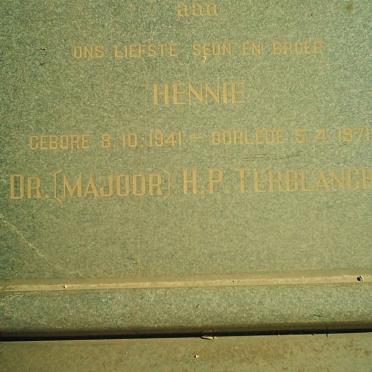 ONS LIEFSTE SEUN EN BROER
HENNIE
GEBORE 8.10.1941 – OORLEDE 5.4.1971
DR. (MAJOOR) H.P. TERBLANCH